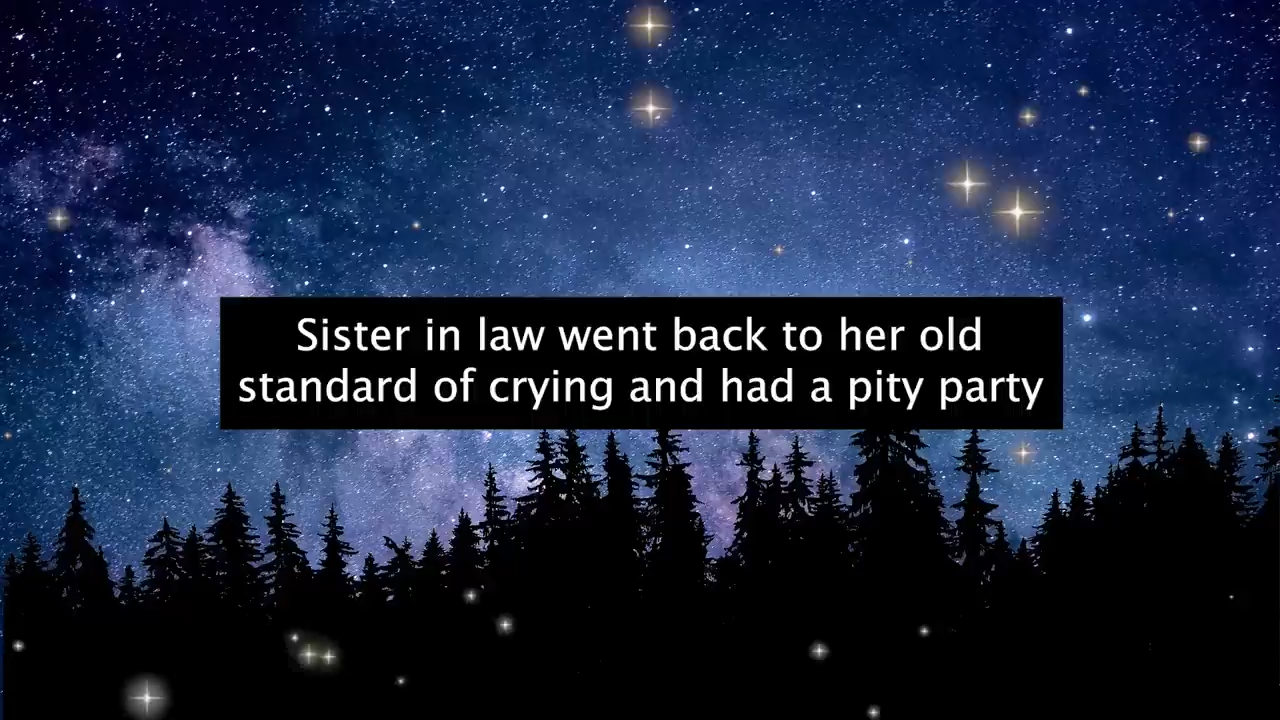 Sister in law went back to her old
standard of crying and had a pity party